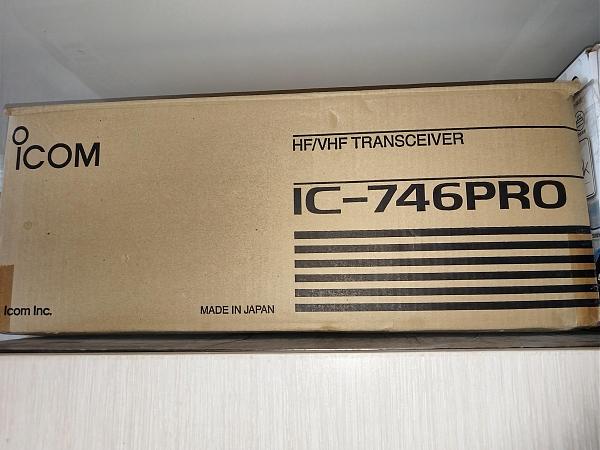 ICOM
HF/VHF TRANSCEIVER
IC-746PRO
Icom Inc.
MADE IN JAPAN